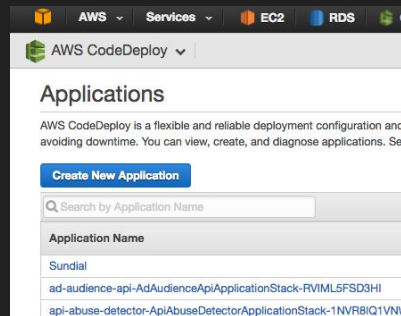 AWS Services EC2 RDS
AWS CodeDeploy
Applications
AWS CodeDeploy is a flexible and reliable deployment configuration and
avoiding downtime. You can view, create, and diagnose applications. Se
Create New Application
Search by Application Name
Application Name
Sundial
ad-audience-api-AdAudienceApiApplicationStack-RVIML5FSD3HI
api-abuse-detector-ApiAbuseDetectorApplicationStack-1NVR8IQ1VNW